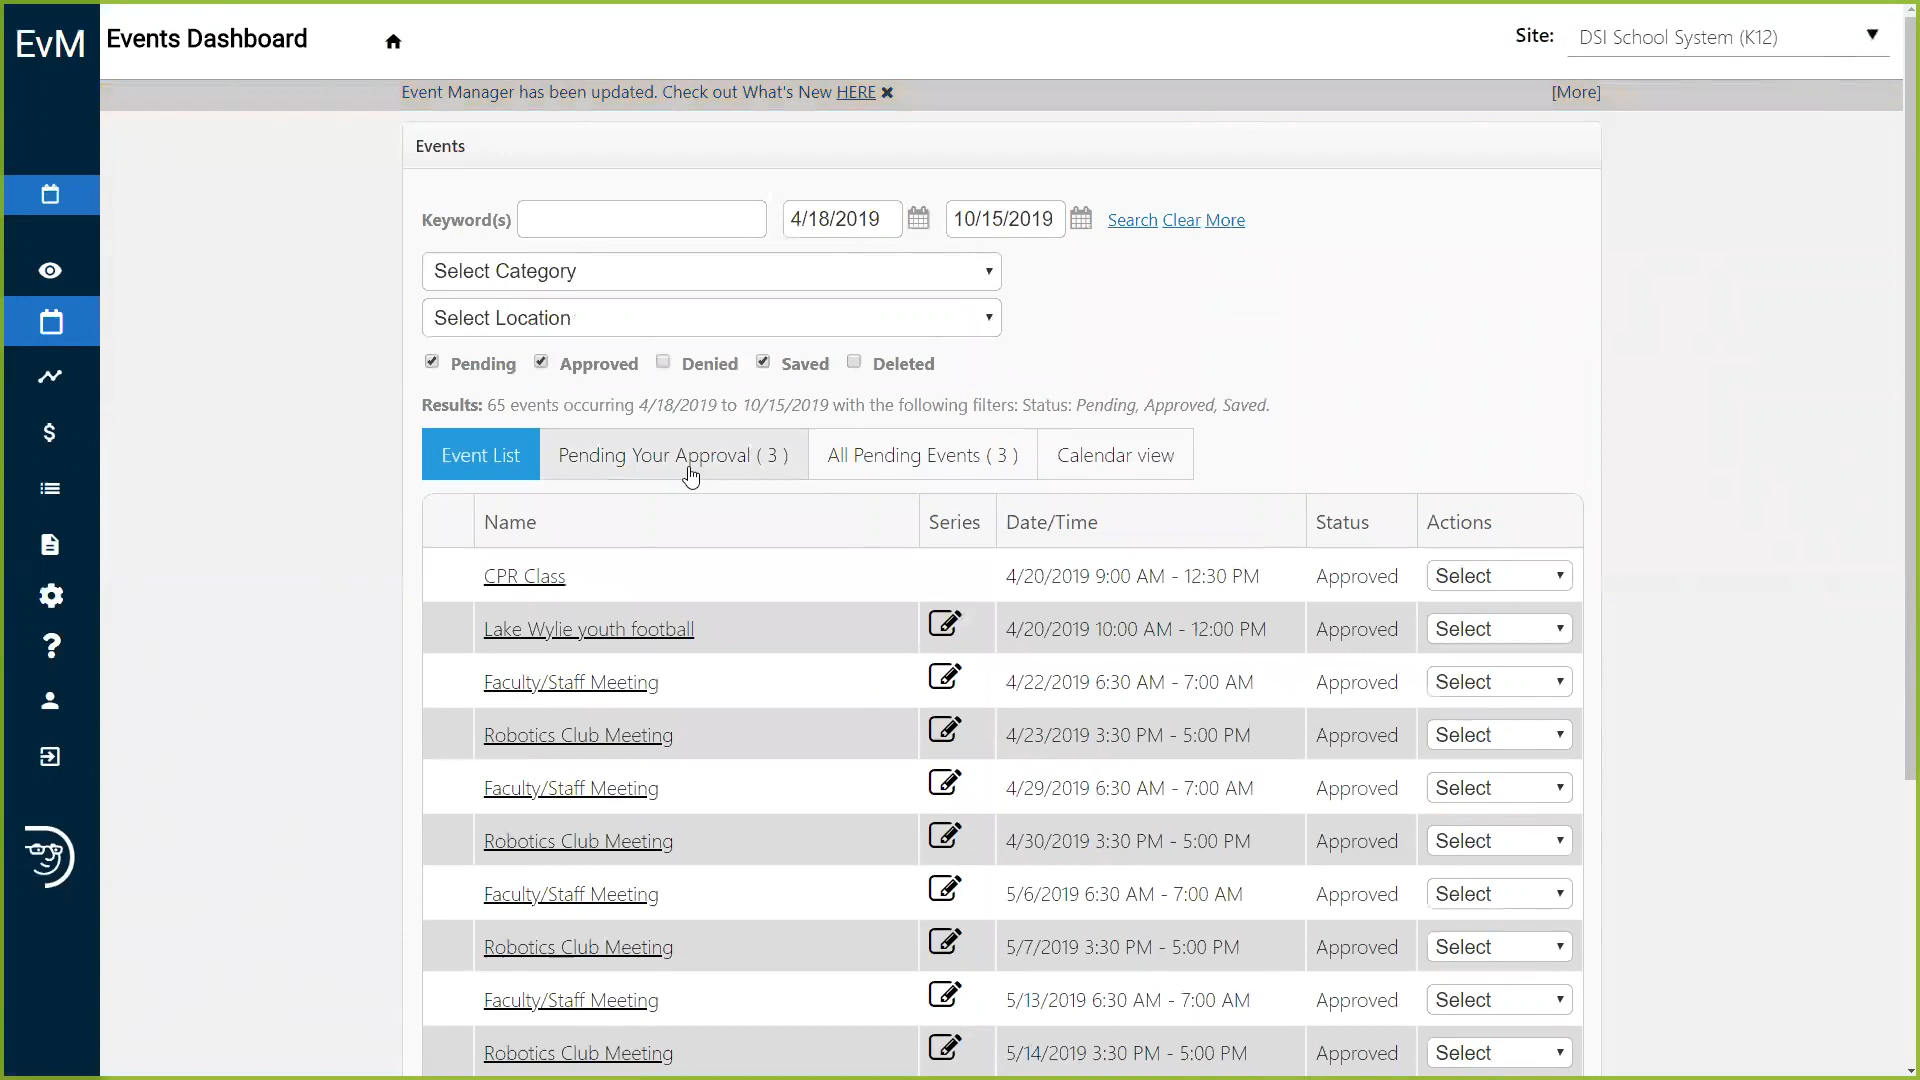 EvM Events Dashboard
Site: DSI School System (K12)
Event Manager has been updated. Check out What's New HERE ✖ [More]
Events
Keyword(s) 4/18/2019 10/15/2019 Search Clear More
Select Category
Select Location
Pending Approved Denied Saved Deleted
Results: 65 events occurring 4/18/2019 to 10/15/2019 with the following filters: Status: Pending, Approved, Saved.
Event List Pending Your Approval ( 3 ) All Pending Events ( 3 ) Calendar view
Name Series Date/Time Status Actions
CPR Class 4/20/2019 9:00 AM - 12:30 PM Approved Select
Lake Wylie youth football 4/20/2019 10:00 AM - 12:00 PM Approved Select
Faculty/Staff Meeting 4/22/2019 6:30 AM - 7:00 AM Approved Select
Robotics Club Meeting 4/23/2019 3:30 PM - 5:00 PM Approved Select
Faculty/Staff Meeting 4/29/2019 6:30 AM - 7:00 AM Approved Select
Robotics Club Meeting 4/30/2019 3:30 PM - 5:00 PM Approved Select
Faculty/Staff Meeting 5/6/2019 6:30 AM - 7:00 AM Approved Select
Robotics Club Meeting 5/7/2019 3:30 PM - 5:00 PM Approved Select
Faculty/Staff Meeting 5/13/2019 6:30 AM - 7:00 AM Approved Select
Robotics Club Meeting 5/14/2019 3:30 PM - 5:00 PM Approved Select